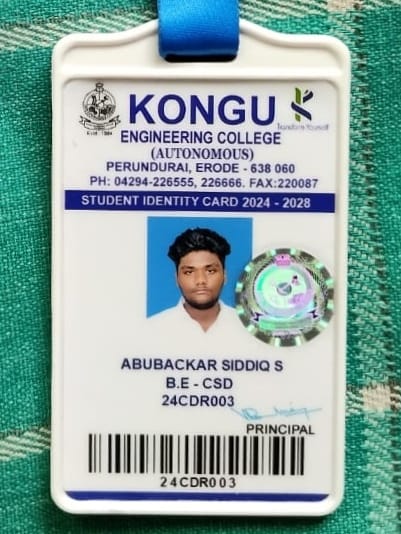 KONGU
Estd : 1984
Transform Yourself
ENGINEERING COLLEGE
(AUTONOMOUS)
PERUNDURAI, ERODE - 638 060
PH: 04294-226555, 226666. FAX:220087
STUDENT IDENTITY CARD 2024 - 2028
ABUBACKAR SIDDIQ S
B.E - CSD
24CDR003
PRINCIPAL
24CDR003